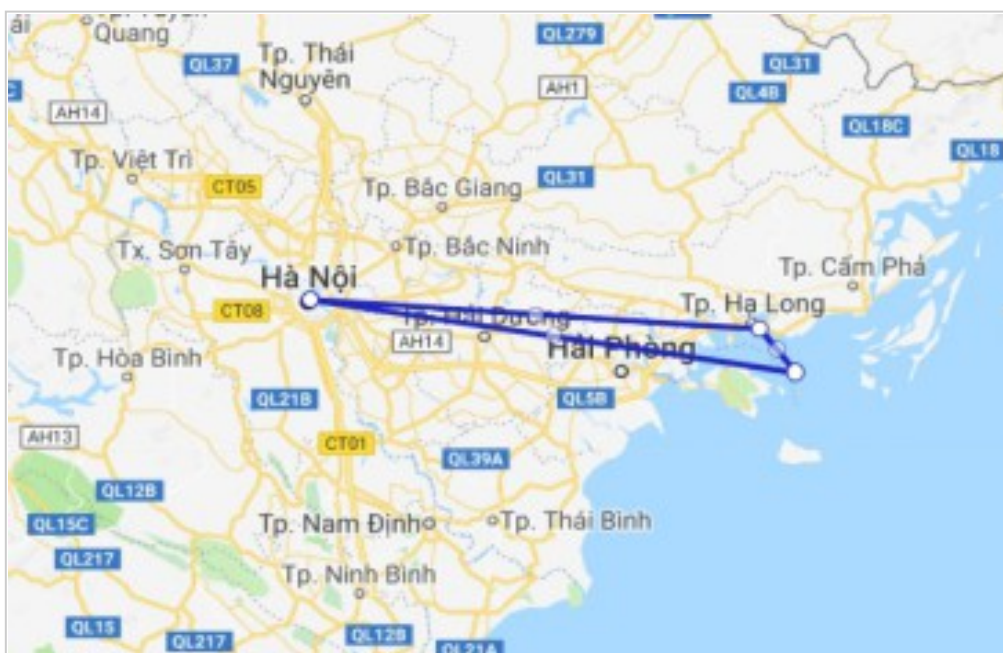 Quang
QL37
Tp. Thái
Nguyên
QL279
QL31
AH1
QL4B
QL18C
QL18
AH14
Tp. Việt Trì
CT05
Tp. Bắc Giang
QL31
Tx. Sơn Tây
Tp. Bắc Ninh
Hà Nội
Tp. Cẩm Phả
Tp. Hạ Long
CT08
AH14
Hải Phòng
Tp. Hòa Bình
QL21B
QL5B
AH13
CT01
QL39A
QL12B
QL15C
Tp. Nam Định
Tp. Thái Bình
QL217
Tp. Ninh Bình
QL15
QL217
QL12B
QL21A